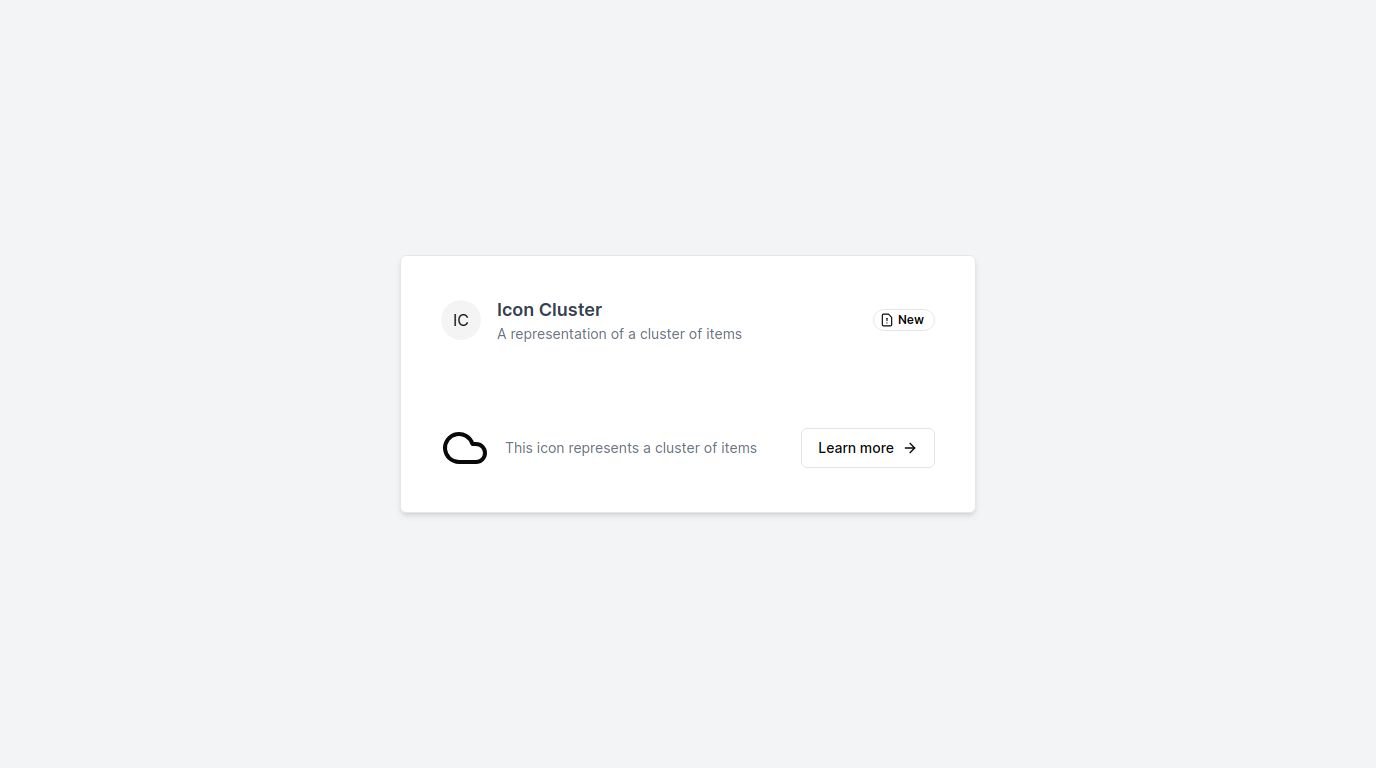 IC
Icon Cluster
A representation of a cluster of items
New
This icon represents a cluster of items
Learn more